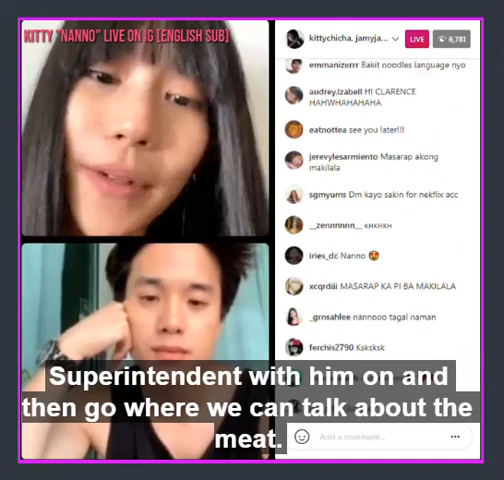 KITTY "NANNO" LIVE ON IG [ENGLISH SUB]
kittychicha, jamyja...
LIVE
6,781
emmanizerrr Bakit noodles language nyo
audrey.izabell HI CLARENCE
HAHWHAHAHAHA
eatnottea see you later!!!
jerevylesarmiento Masarap akong
makilala
sgmyums Dm kayo sakin for nekflix acc
__zennnnnn__ KHKHKH
iries_dc Nanno 😍
xcqrdiii MASARAP KA PI BA MAKILALA
_grnsahlee nannooo tagal naman
ferchis2790 Ksksksk
Superintendent with him on and
then go where we can talk about the
meat.
Add a comment...